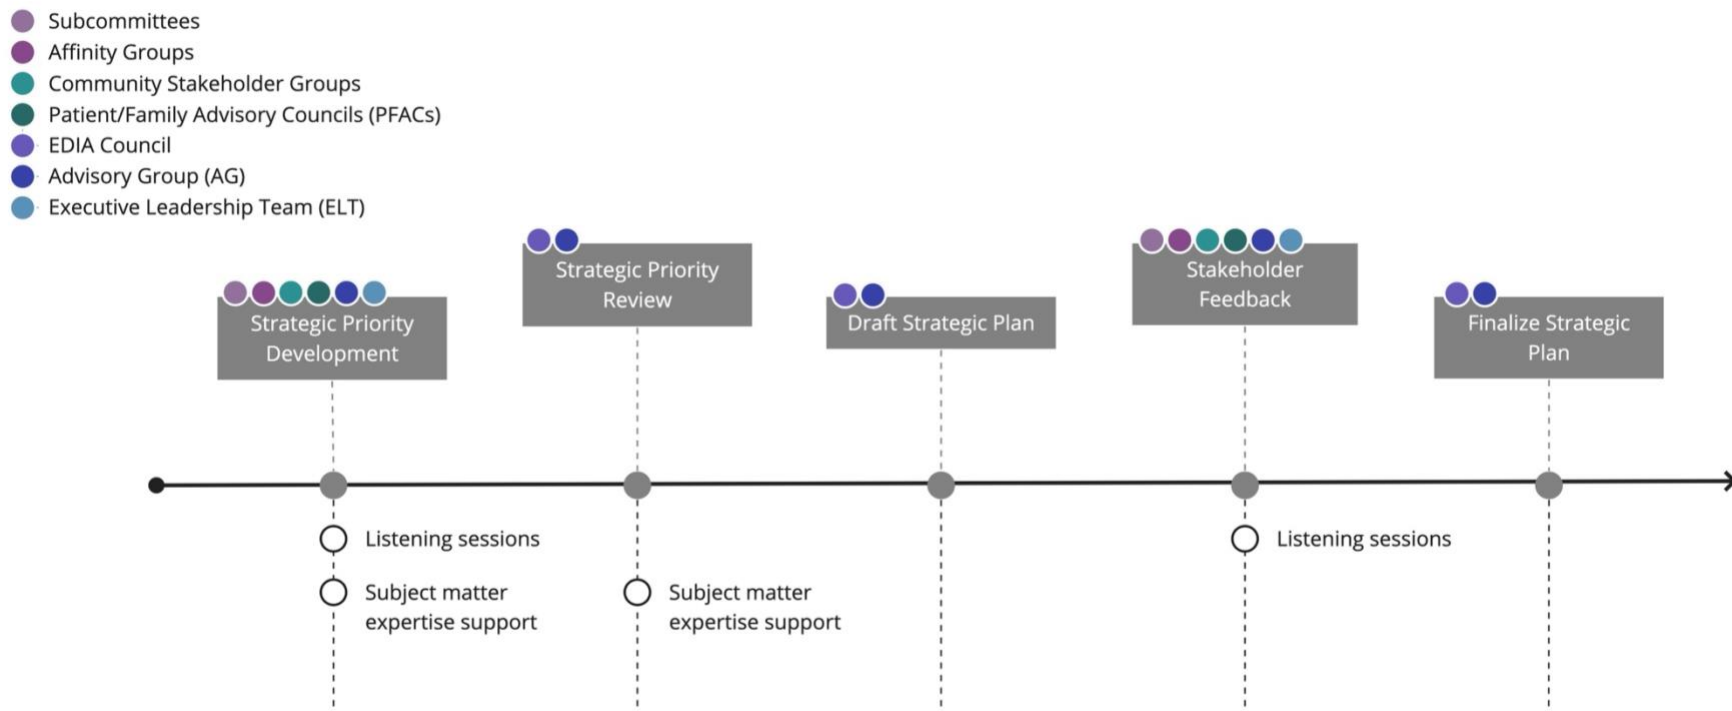 Subcommittees
Affinity Groups
Community Stakeholder Groups
Patient/Family Advisory Councils (PFACs)
EDIA Council
Advisory Group (AG)
Executive Leadership Team (ELT)
Strategic Priority
Development
Strategic Priority
Review
Draft Strategic Plan
Stakeholder
Feedback
Finalize Strategic
Plan
Listening sessions
Subject matter
expertise support
Subject matter
expertise support
Listening sessions